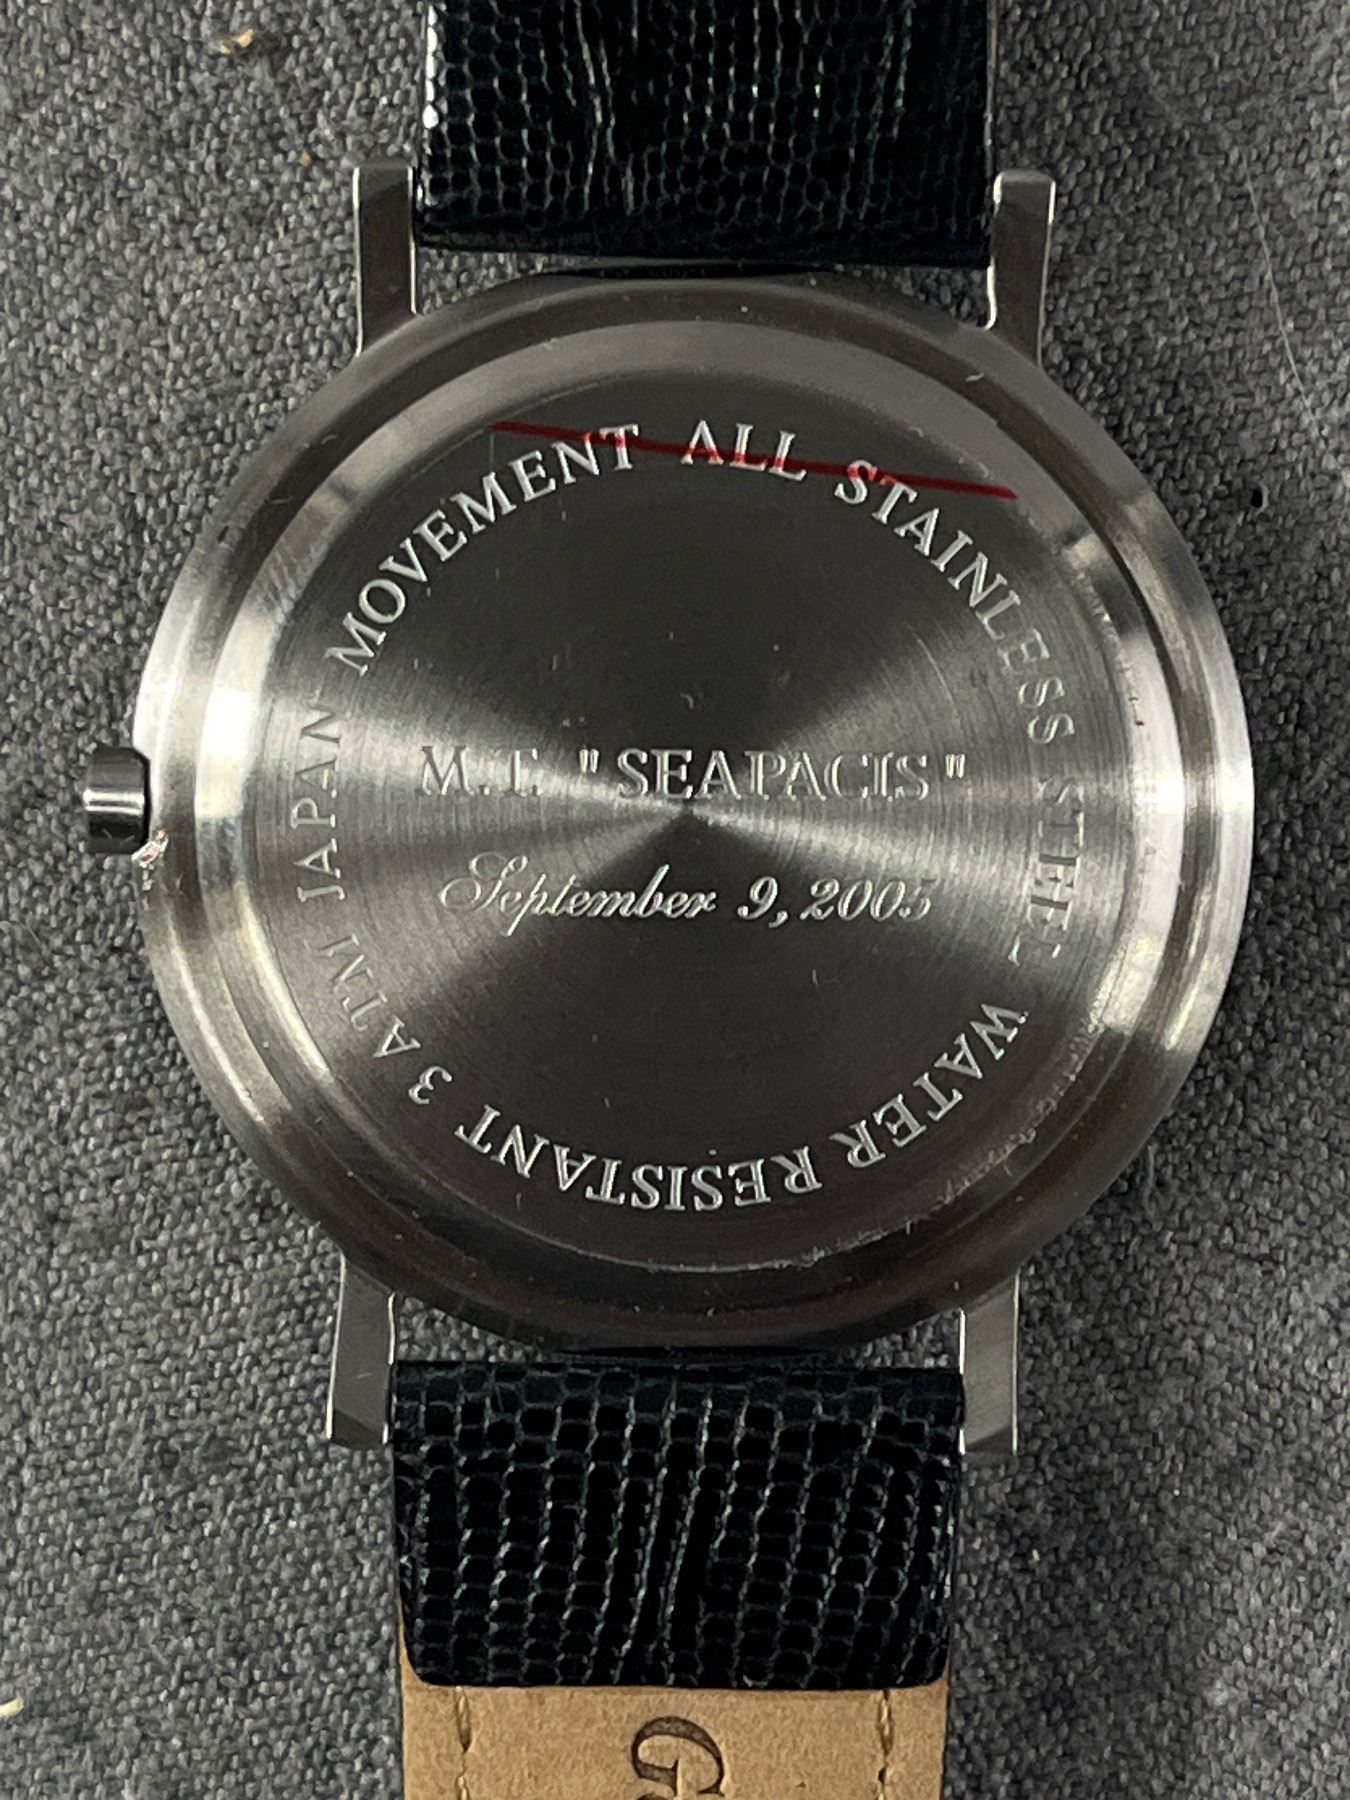 MOVEMENT ALL STAINLESS STEEL WATER RESISTANT 3 ATM JAPAN
M.T. "SEAPACIS"
September 9, 2005